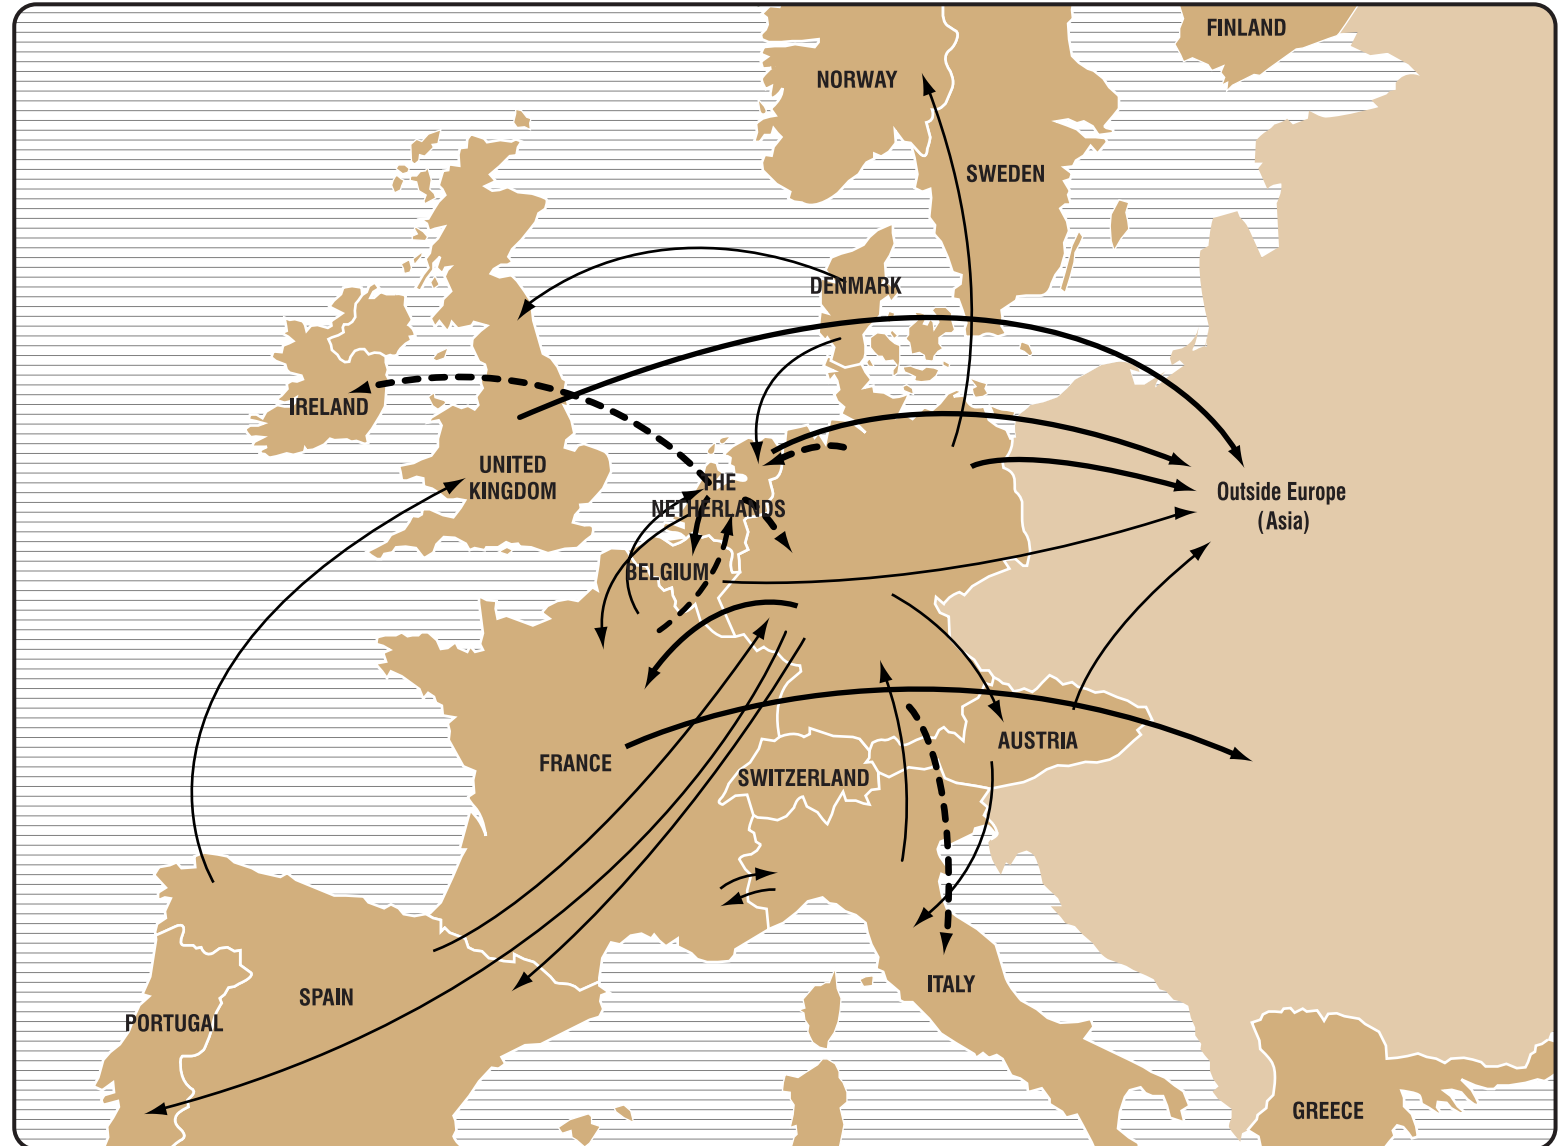 FINLAND
NORWAY
SWEDEN
DENMARK
IRELAND
UNITED
KINGDOM
THE
NETHERLANDS
Outside Europe
(Asia)
BELGIUM
AUSTRIA
FRANCE
SWITZERLAND
ITALY
SPAIN
PORTUGAL
GREECE